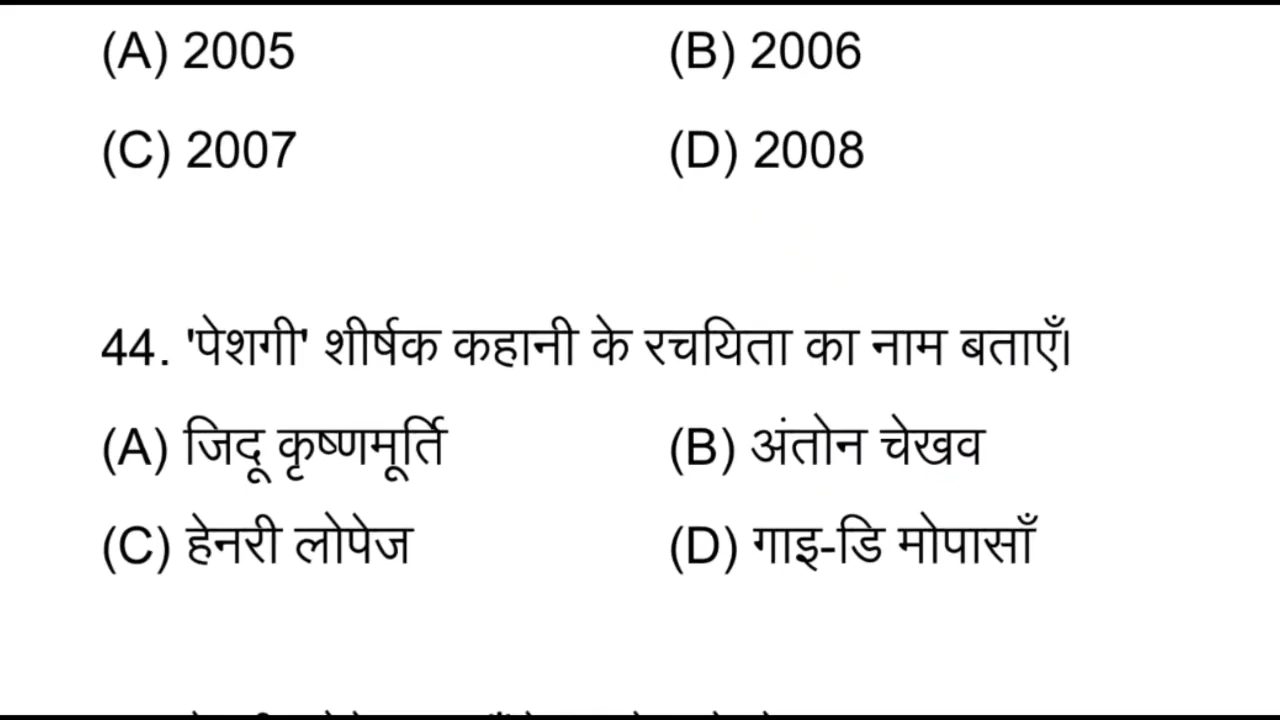 (A) 2005 (B) 2006
(C) 2007 (D) 2008
44. 'पेशगी' शीर्षक कहानी के रचयिता का नाम बताएँ।
(A) जिदू कृष्णमूर्ति (B) अंतोन चेखव
(C) हेनरी लोपेज (D) गाइ-डि मोपासाँ